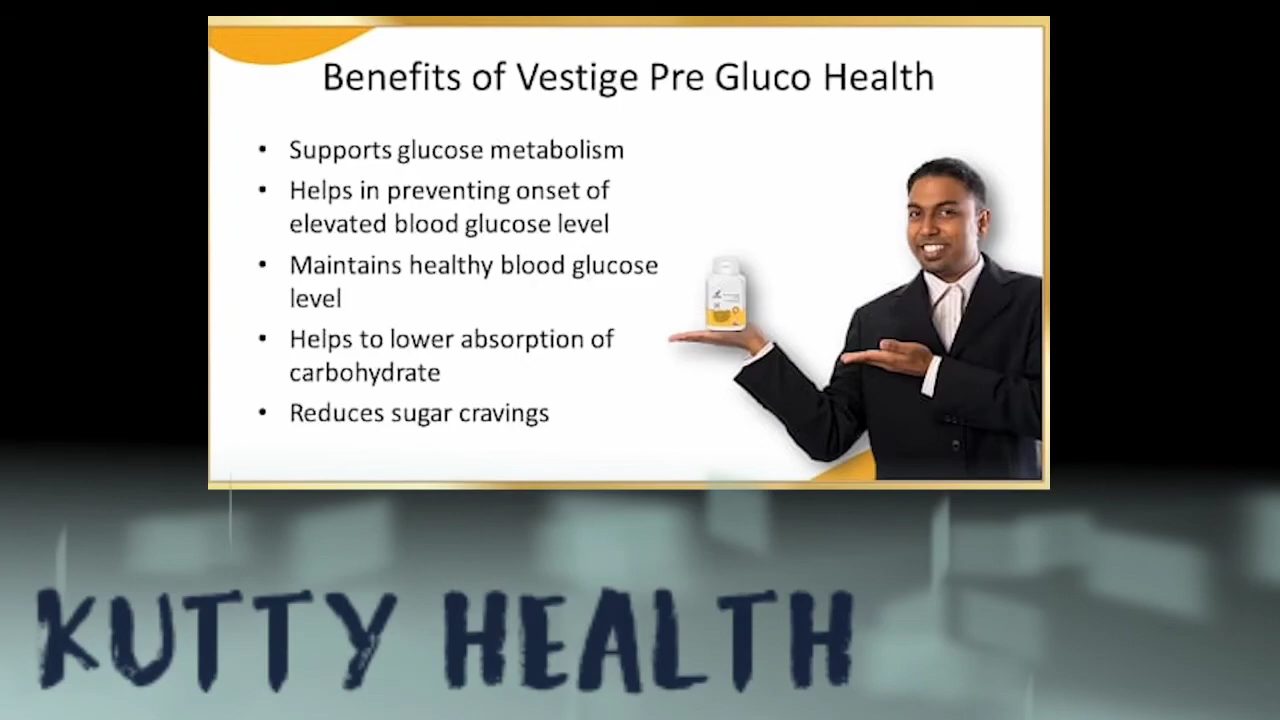 Benefits of Vestige Pre Gluco Health
• Supports glucose metabolism
• Helps in preventing onset of
elevated blood glucose level
• Maintains healthy blood glucose
level
• Helps to lower absorption of
carbohydrate
• Reduces sugar cravings
KUTTY HEALTH